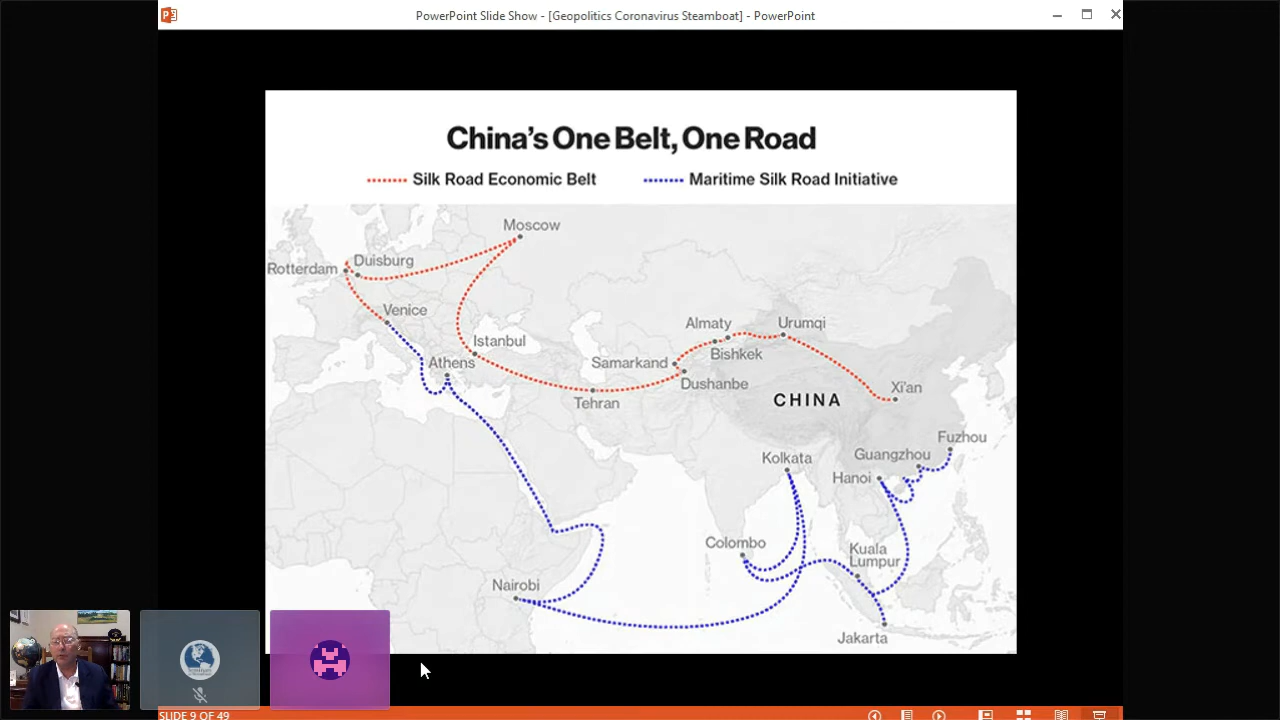 PowerPoint Slide Show - [Geopolitics Coronavirus Steamboat] - PowerPoint
China's One Belt, One Road
Silk Road Economic Belt
Maritime Silk Road Initiative
Moscow
Duisburg
Rotterdam
Venice
Almaty
Urumqi
Istanbul
Athens
Samarkand
Bishkek
Dushanbe
Xi'an
Tehran
CHINA
Fuzhou
Guangzhou
Kolkata
Hanoi
Colombo
Kuala
Lumpur
Nairobi
Jakarta
SLIDE 9 OF 49